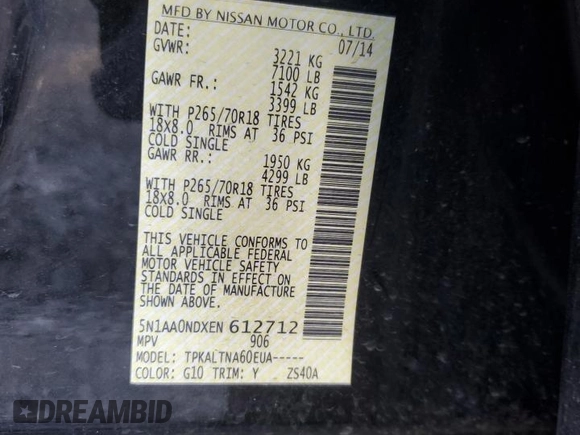 MFD BY NISSAN MOTOR CO., LTD.
DATE: 07/14
GVWR: 3221 KG
7100 LB
GAWR FR.: 1542 KG
3399 LB
WITH P265/70R18 TIRES
18X8.0 RIMS AT 36 PSI
COLD SINGLE
GAWR RR.: 1950 KG
4299 LB
WITH P265/70R18 TIRES
18X8.0 RIMS AT 36 PSI
COLD SINGLE
THIS VEHICLE CONFORMS TO
ALL APPLICABLE FEDERAL
MOTOR VEHICLE SAFETY
STANDARDS IN EFFECT ON
THE DATE OF MANUFACTURE
SHOWN ABOVE.
5N1AA0NDXEN 612712
MPV 906
MODEL: TPKALTNA60EUA-----
COLOR: G10 TRIM: Y ZS40A
DREAMBID